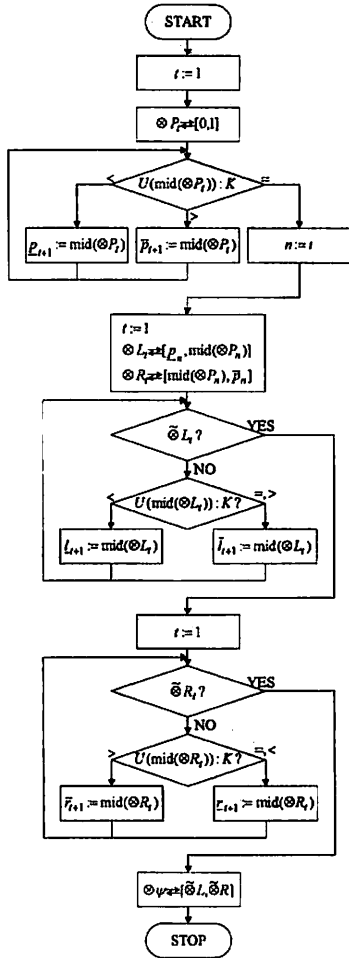 START
t := 1
⊗ P_t ⇄ [0,1]
U(mid(⊗P_t)) : K
<
≈
>
p̲_{t+1} := mid(⊗P_t)
p̄_{t+1} := mid(⊗P_t)
n := t
t := 1
⊗ L_t ⇄ [p̲_n, mid(⊗P_n)]
⊗ R_t ⇄ [mid(⊗P_n), p̄_n]
⊗̃ L_t ?
YES
NO
U(mid(⊗L_t)) : K ?
<
=, >
l̲_{t+1} := mid(⊗L_t)
l̄_{t+1} := mid(⊗L_t)
t := 1
⊗̃ R_t ?
YES
NO
U(mid(⊗R_t)) : K ?
>
=, <
r̄_{t+1} := mid(⊗R_t)
r̲_{t+1} := mid(⊗R_t)
⊗ ψ ⇄ [⊗̃ L, ⊗̃ R]
STOP